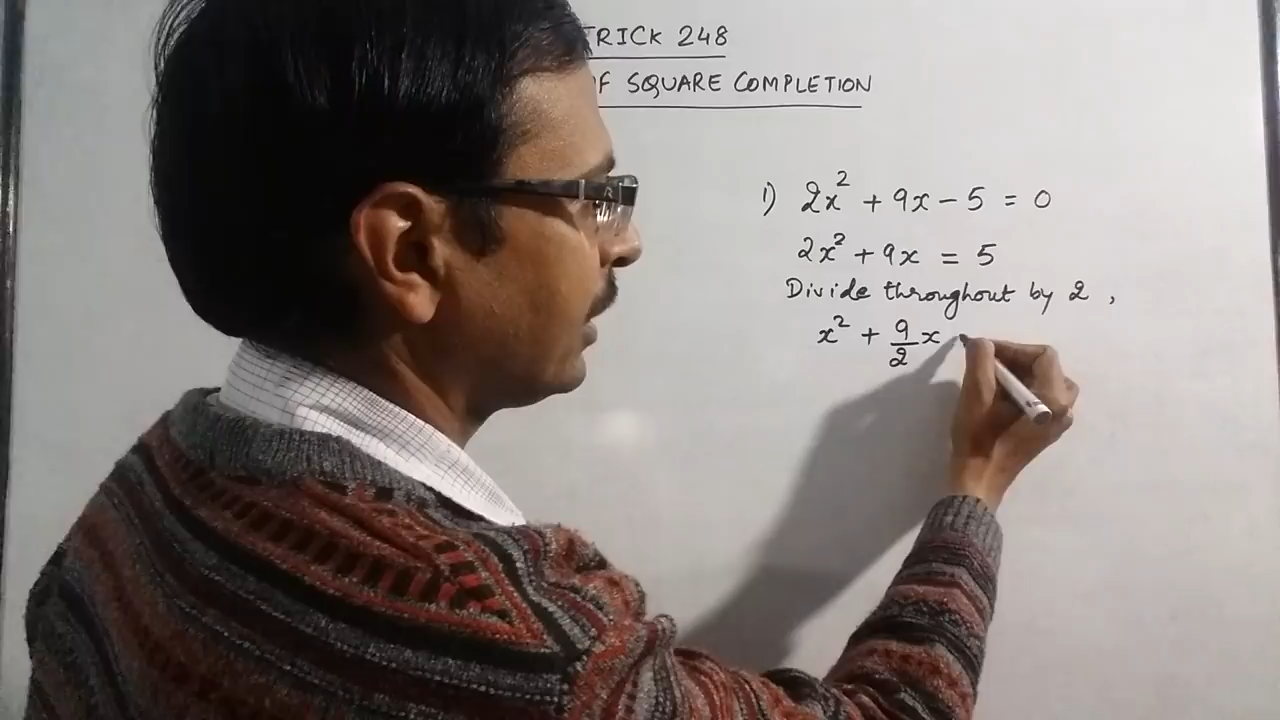 TRICK 248
OF SQUARE COMPLETION
1) 2x² + 9x - 5 = 0
2x² + 9x = 5
Divide throughout by 2 ,
x² + 9/2 x